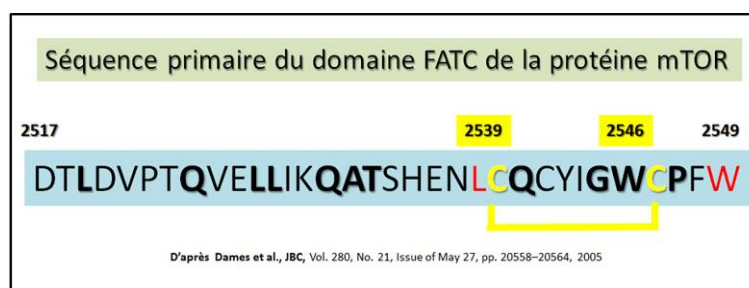 Séquence primaire du domaine FATC de la protéine mTOR
2517 2539 2546 2549
DTLDVPTQVELLIKQATSHENLCQCYIGWCPFW
D'après Dames et al., JBC, Vol. 280, No. 21, Issue of May 27, pp. 20558–20564, 2005